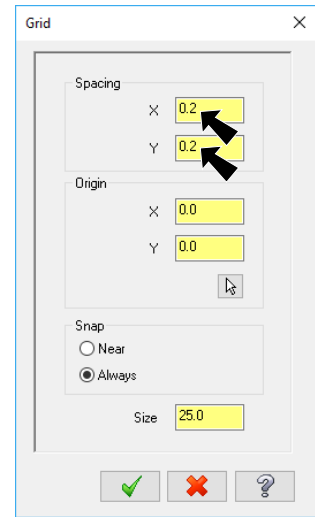 Grid
Spacing
X 0.2
Y 0.2
Origin
X 0.0
Y 0.0
Snap
Near
Always
Size 25.0